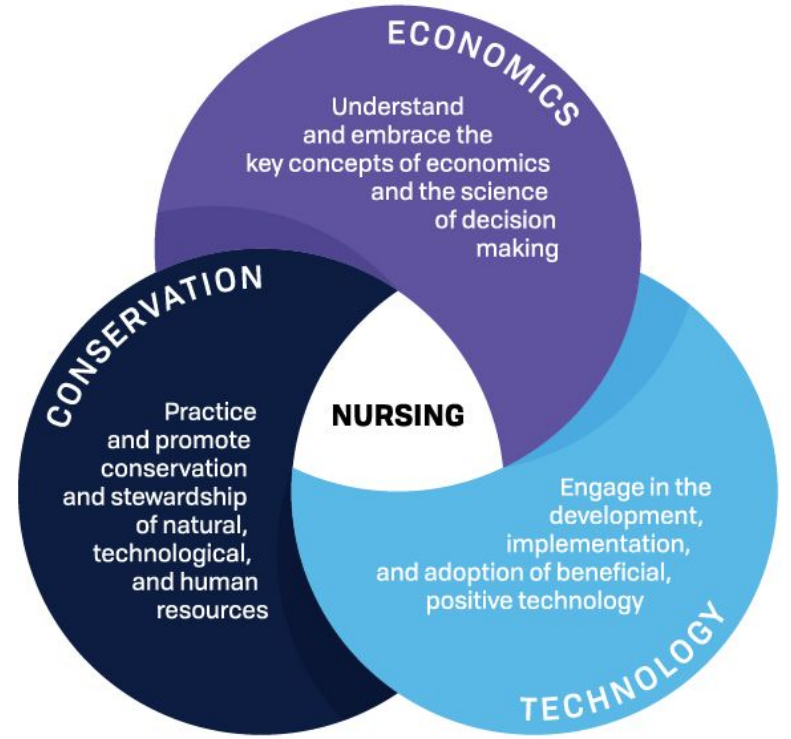 ECONOMICS
Understand
and embrace the
key concepts of economics
and the science
of decision
making
CONSERVATION
Practice
and promote
conservation
and stewardship
of natural,
technological,
and human
resources
NURSING
Engage in the
development,
implementation,
and adoption of beneficial,
positive technology
TECHNOLOGY